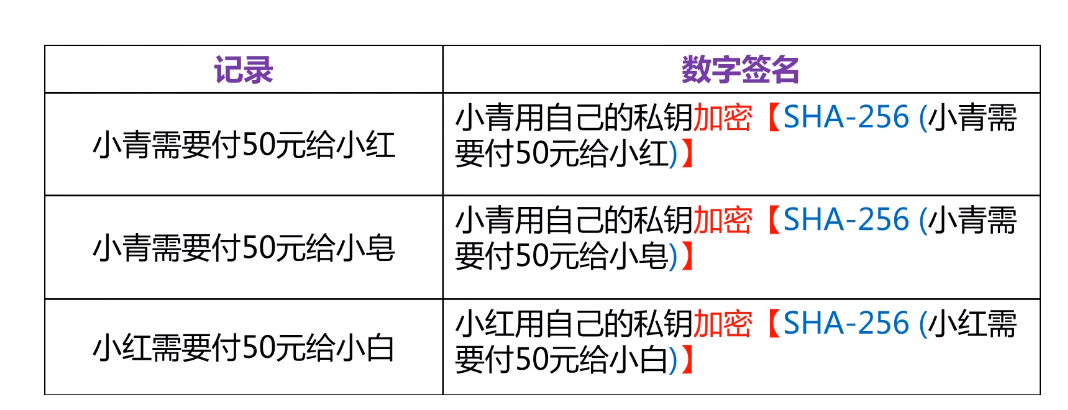 记录
数字签名
小青需要付50元给小红
小青用自己的私钥加密【SHA-256 (小青需
要付50元给小红)】
小青需要付50元给小皂
小青用自己的私钥加密【SHA-256 (小青需
要付50元给小皂)】
小红需要付50元给小白
小红用自己的私钥加密【SHA-256 (小红需
要付50元给小白)】